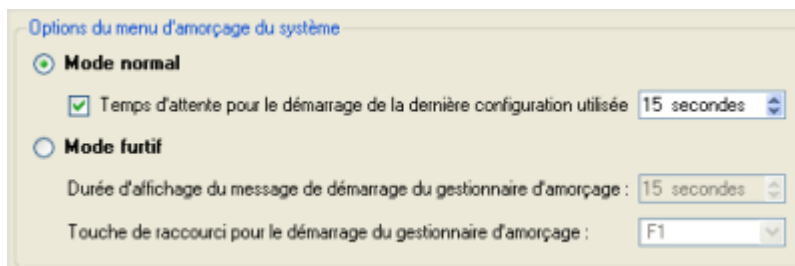 Options du menu d'amorçage du système
Mode normal
Temps d'attente pour le démarrage de la dernière configuration utilisée 15 secondes
Mode furtif
Durée d'affichage du message de démarrage du gestionnaire d'amorçage : 15 secondes
Touche de raccourci pour le démarrage du gestionnaire d'amorçage : F1